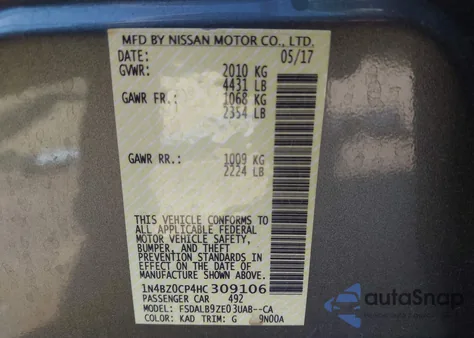 MFD BY NISSAN MOTOR CO., LTD.
DATE: 05/17
GVWR: 2010 KG
4431 LB
GAWR FR.: 1068 KG
2354 LB
GAWR RR.: 1009 KG
2224 LB
THIS VEHICLE CONFORMS TO
ALL APPLICABLE FEDERAL
MOTOR VEHICLE SAFETY,
BUMPER, AND THEFT
PREVENTION STANDARDS IN
EFFECT ON THE DATE OF
MANUFACTURE SHOWN ABOVE.
1N4BZ0CP4HC309106
PASSENGER CAR 492
FSDALB9ZE03UAB--CA
COLOR: KAD TRIM: G 9N00A
autoSnap